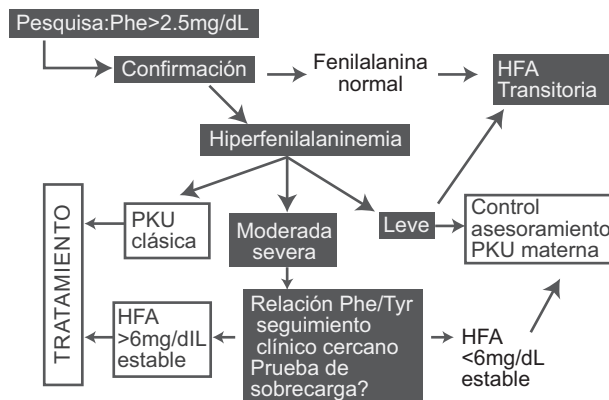 Pesquisa:Phe>2.5mg/dL
Confirmación
Fenilalanina
normal
HFA
Transitoria
Hiperfenilalaninemia
TRATAMIENTO
PKU
clásica
Moderada
severa
Leve
Control
asesoramiento
PKU materna
HFA
>6mg/dIL
estable
Relación Phe/Tyr
seguimiento
clínico cercano
Prueba de
sobrecarga?
HFA
<6mg/dL
estable